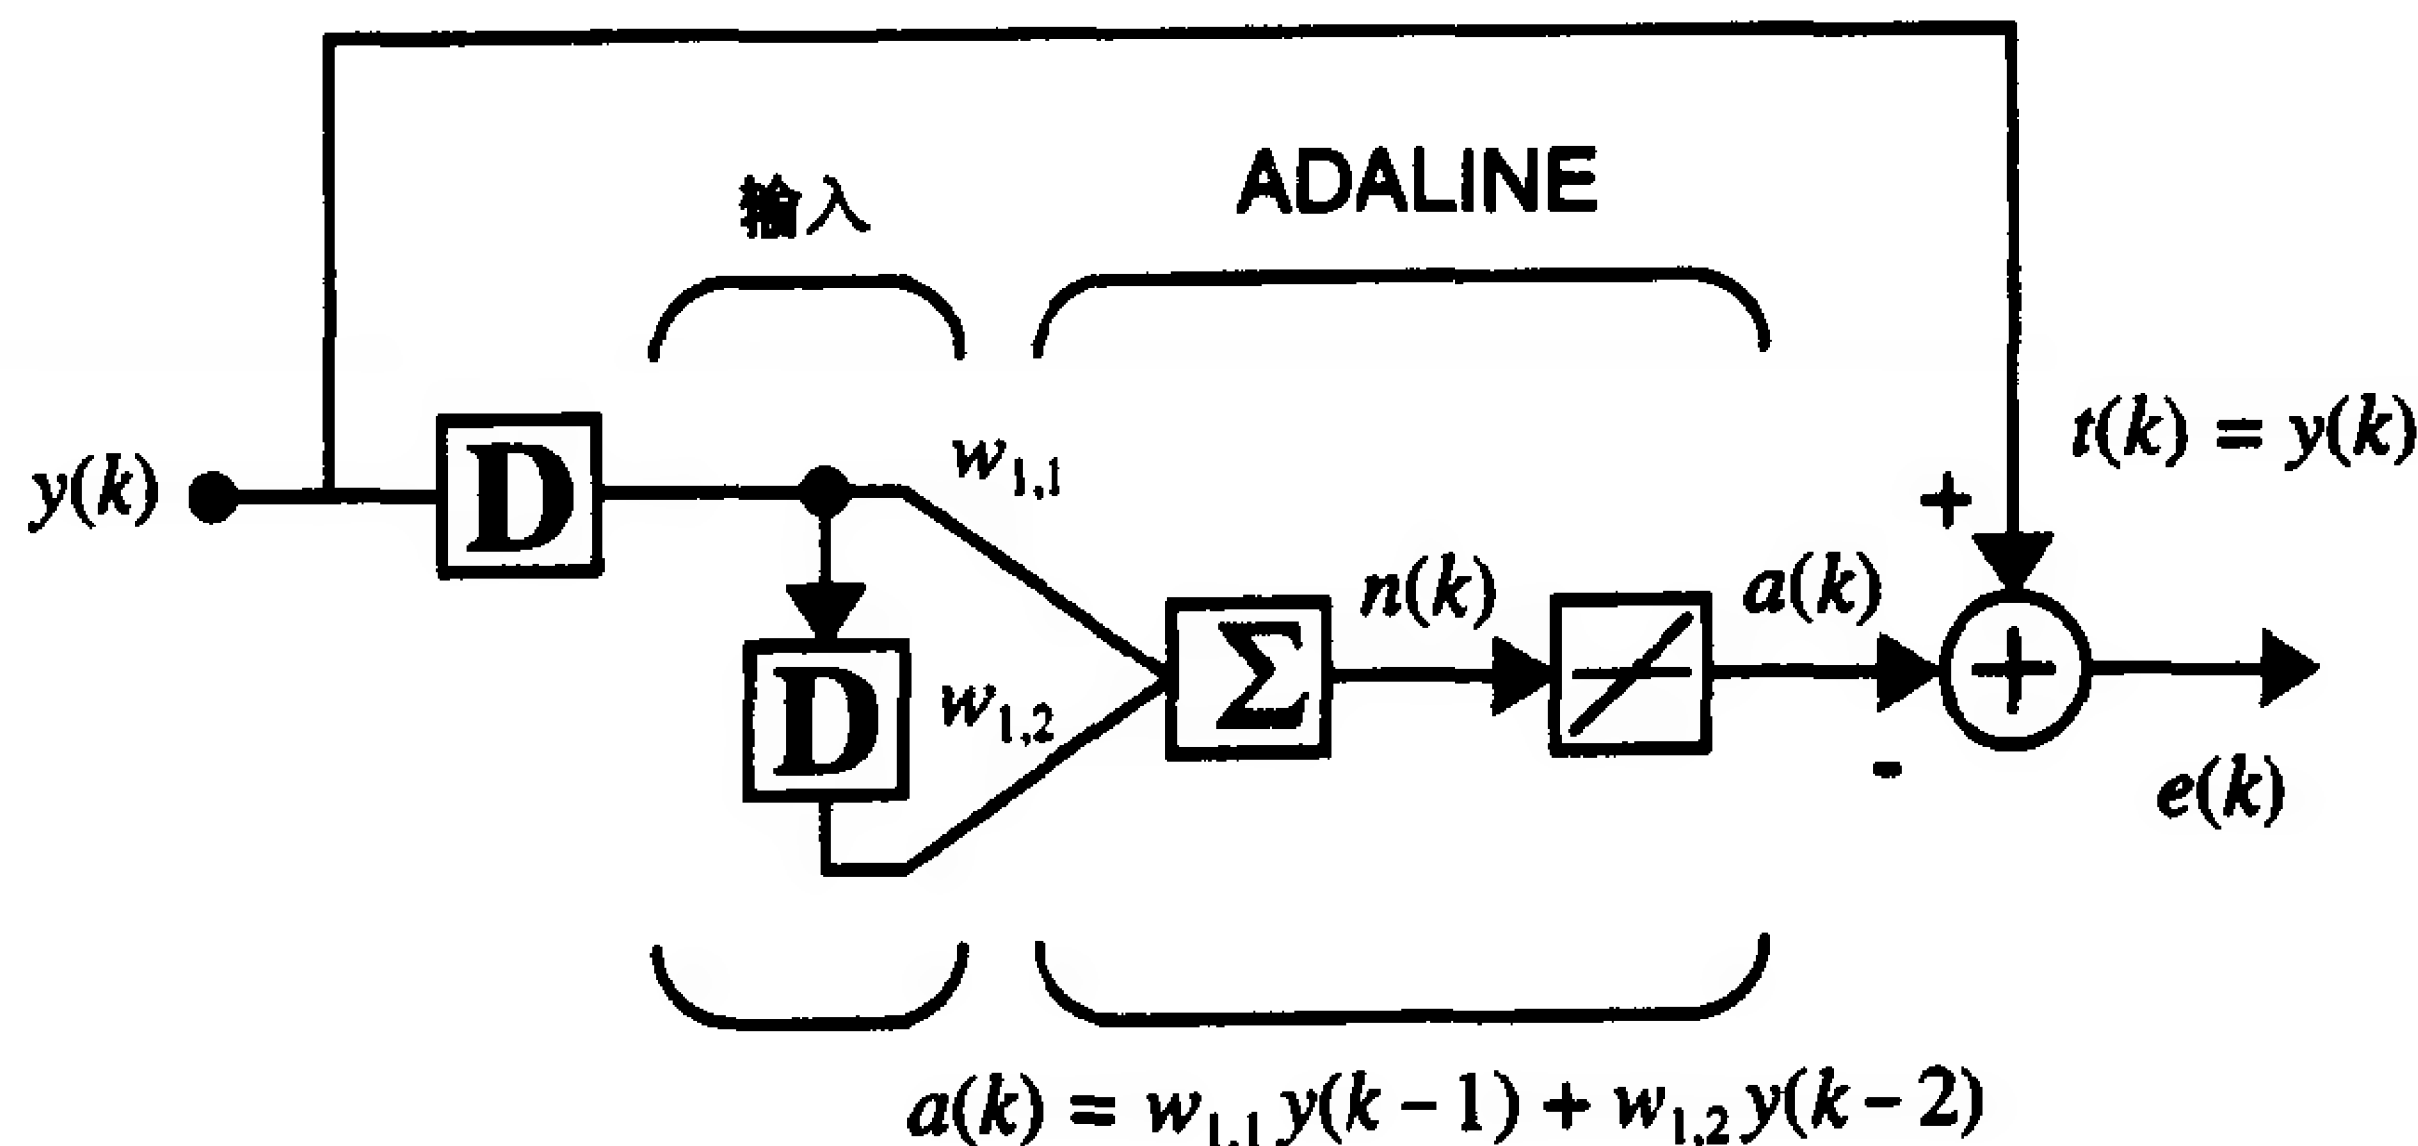 输入
ADALINE
y(k)
D
w1,1
t(k) = y(k)
+
D
w1,2
Σ
n(k)
a(k)
+
-
e(k)
a(k) = w1,1 y(k − 1) + w1,2 y(k − 2)